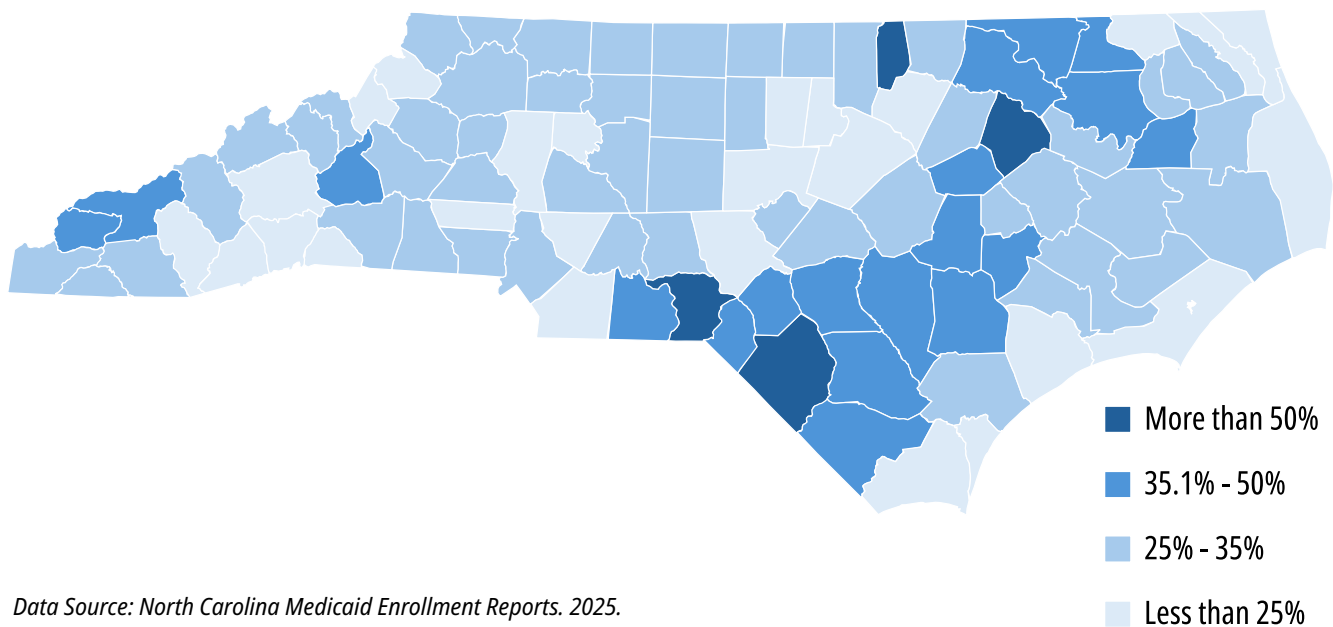 More than 50%
35.1% - 50%
25% - 35%
Less than 25%
Data Source: North Carolina Medicaid Enrollment Reports. 2025.